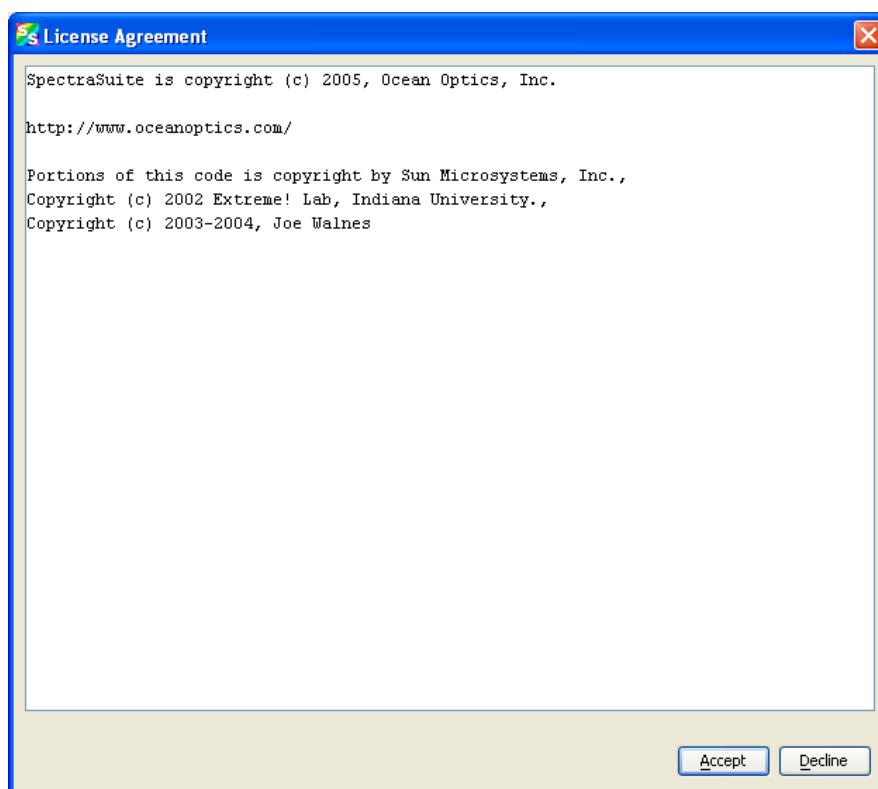 SS License Agreement
SpectraSuite is copyright (c) 2005, Ocean Optics, Inc.
http://www.oceanoptics.com/
Portions of this code is copyright by Sun Microsystems, Inc.,
Copyright (c) 2002 Extreme! Lab, Indiana University.,
Copyright (c) 2003-2004, Joe Walnes
Accept Decline